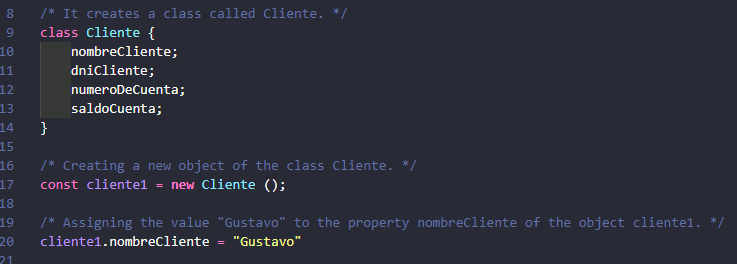 8 /* It creates a class called Cliente. */
9 class Cliente {
10 nombreCliente;
11 dniCliente;
12 numeroDeCuenta;
13 saldoCuenta;
14 }
15
16 /* Creating a new object of the class Cliente. */
17 const cliente1 = new Cliente ();
18
19 /* Assigning the value "Gustavo" to the property nombreCliente of the object cliente1. */
20 cliente1.nombreCliente = "Gustavo"
21